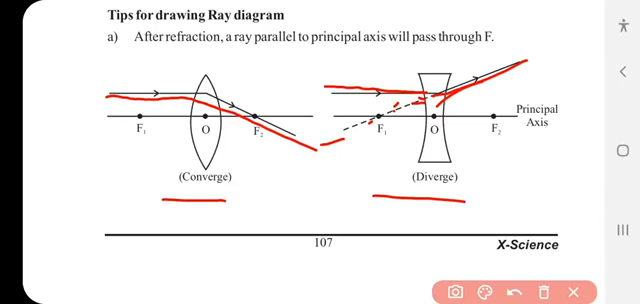 Tips for drawing Ray diagram
a) After refraction, a ray parallel to principal axis will pass through F.
F₁ O F₂ F₁ O F₂ Principal Axis
(Converge) (Diverge)
107 X-Science